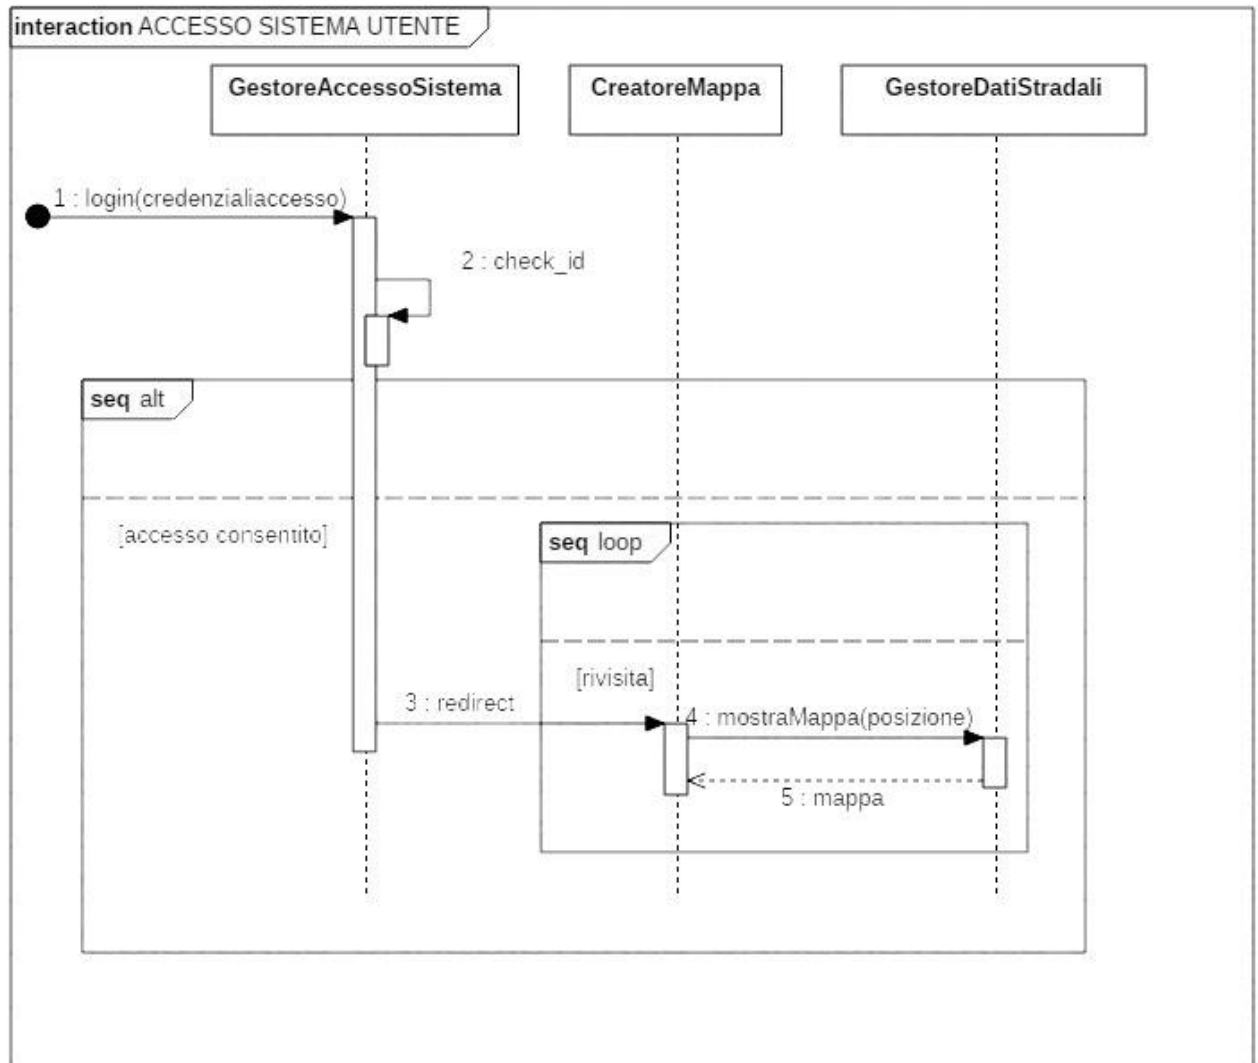 interaction ACCESSO SISTEMA UTENTE
GestoreAccessoSistema
CreatoreMappa
GestoreDatiStradali
1 : login(credenzialiaccesso)
2 : check_id
seq alt
[accesso consentito]
seq loop
[rivisita]
3 : redirect
4 : mostraMappa(posizione)
5 : mappa